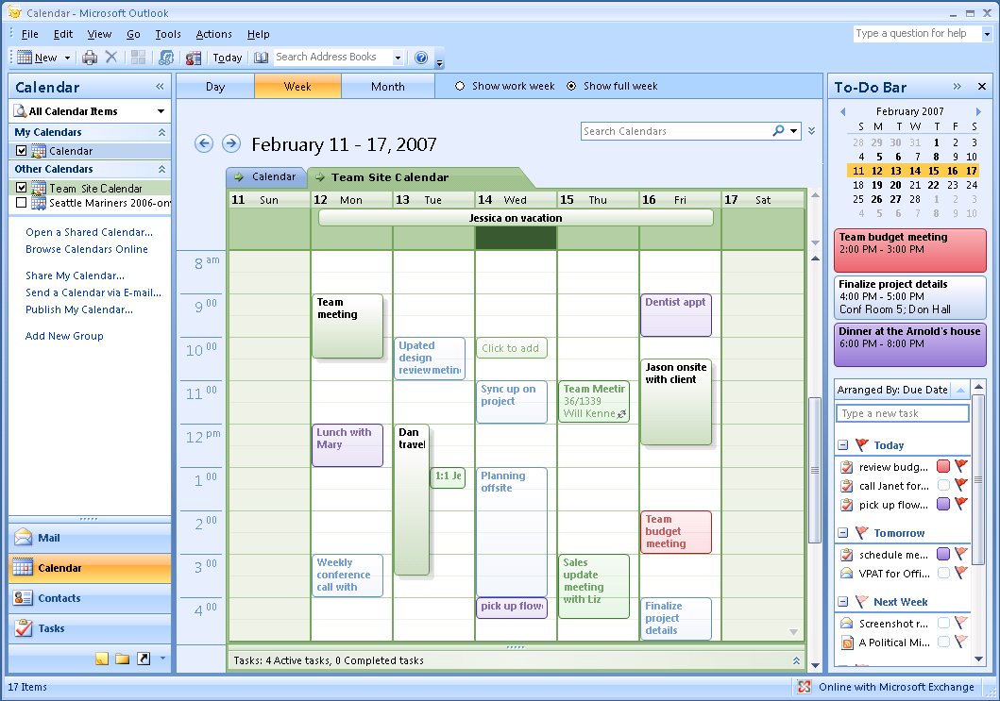 Calendar - Microsoft Outlook
File Edit View Go Tools Actions Help
Type a question for help
New Today Search Address Books
Calendar «
All Calendar Items
My Calendars
Calendar
Other Calendars
Team Site Calendar
Seattle Mariners 2006-on
Open a Shared Calendar...
Browse Calendars Online
Share My Calendar...
Send a Calendar via E-mail...
Publish My Calendar...
Add New Group
Mail
Calendar
Contacts
Tasks
Day Week Month Show work week Show full week
February 11 - 17, 2007
Search Calendars
Calendar Team Site Calendar
11 Sun 12 Mon 13 Tue 14 Wed 15 Thu 16 Fri 17 Sat
Jessica on vacation
8 am
9 00
10 00
11 00
12 pm
1 00
2 00
3 00
4 00
Team
meeting
Lunch with
Mary
Weekly
conference
call with
Upated
design
reviewmeting
Dan
travel
1:1 Je
Click to add
Sync up on
project
Planning
offsite
pick up flowe
Team Meetin
36/1339
Will Kenne
Sales
update
meeting
with Liz
Dentist appt
Jason onsite
with client
Team
budget
meeting
Finalize
project
details
Tasks: 4 Active tasks, 0 Completed tasks
To-Do Bar »
February 2007
S M T W T F S
28 29 30 31 1 2 3
4 5 6 7 8 9 10
11 12 13 14 15 16 17
18 19 20 21 22 23 24
25 26 27 28 1 2 3
4 5 6 7 8 9 10
Team budget meeting
2:00 PM - 3:00 PM
Finalize project details
4:00 PM - 5:00 PM
Conf Room 5; Don Hall
Dinner at the Arnold's house
6:00 PM - 8:00 PM
Arranged By: Due Date
Type a new task
Today
review budg...
call Janet for...
pick up flow...
Tomorrow
schedule me...
VPAT for Offi...
Next Week
Screenshot r...
A Political Mi...
17 Items
Online with Microsoft Exchange